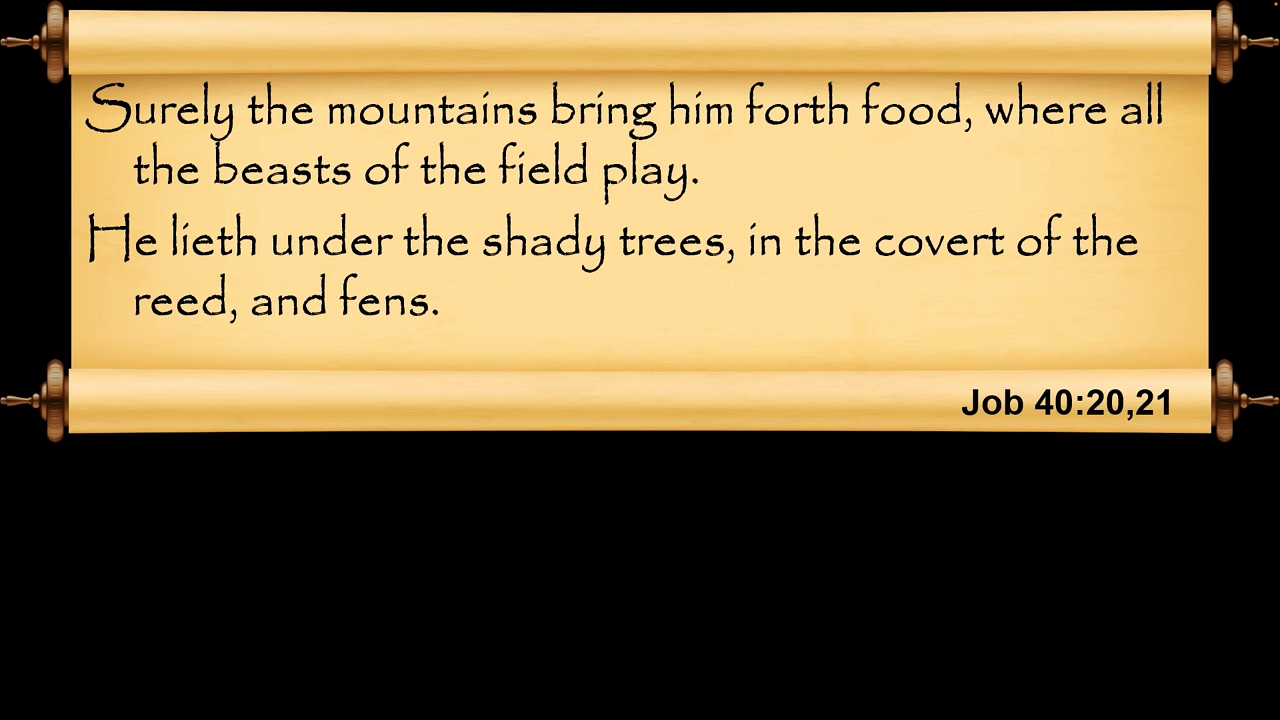 Surely the mountains bring him forth food, where all
the beasts of the field play.
He lieth under the shady trees, in the covert of the
reed, and fens.
Job 40:20,21